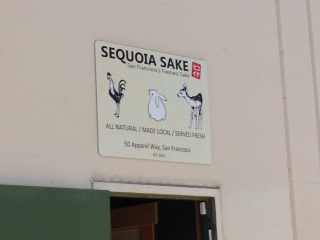 SEQUOIA SAKE
San Francisco's Freshest Sake
ALL NATURAL / MADE LOCAL / SERVED FRESH
50 Apparel Way, San Francisco